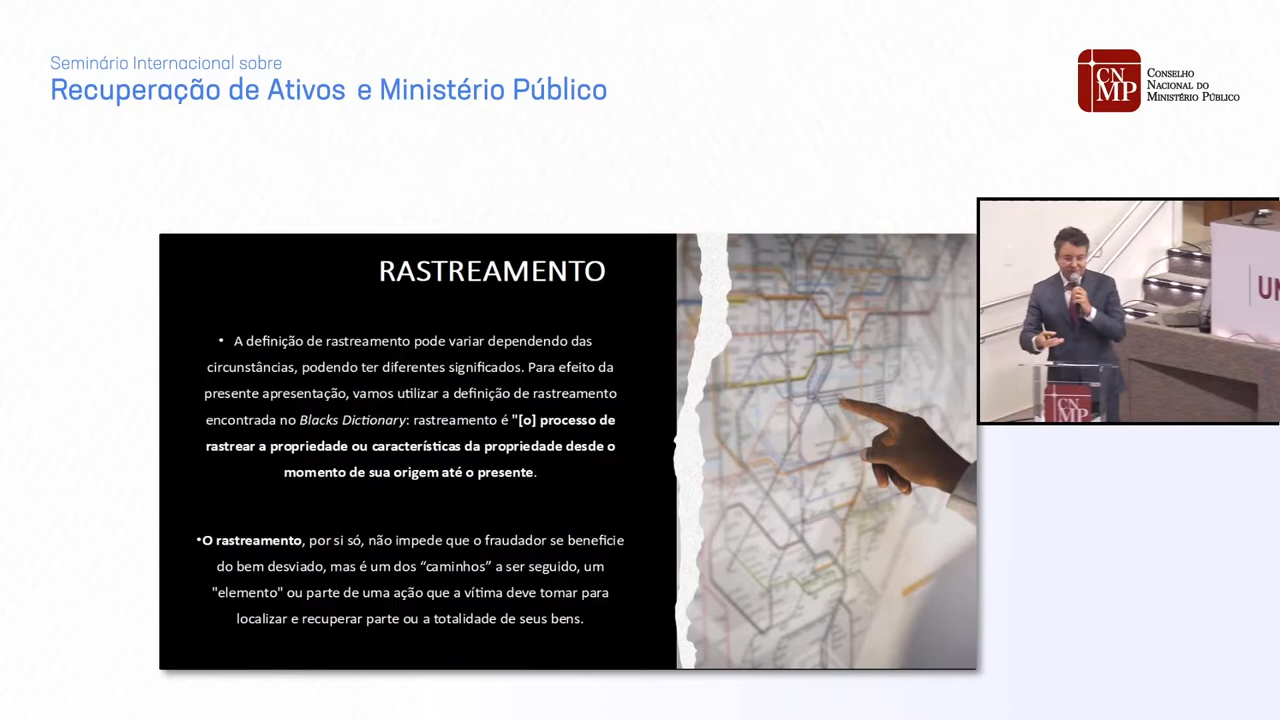 Seminário Internacional sobre
Recuperação de Ativos e Ministério Público
CN
MP
CONSELHO
NACIONAL DO
MINISTÉRIO PÚBLICO
RASTREAMENTO
• A definição de rastreamento pode variar dependendo das
circunstâncias, podendo ter diferentes significados. Para efeito da
presente apresentação, vamos utilizar a definição de rastreamento
encontrada no Blacks Dictionary: rastreamento é "[o] processo de
rastrear a propriedade ou características da propriedade desde o
momento de sua origem até o presente.
•O rastreamento, por si só, não impede que o fraudador se beneficie
do bem desviado, mas é um dos “caminhos” a ser seguido, um
"elemento" ou parte de uma ação que a vítima deve tomar para
localizar e recuperar parte ou a totalidade de seus bens.
UN
CN
MP